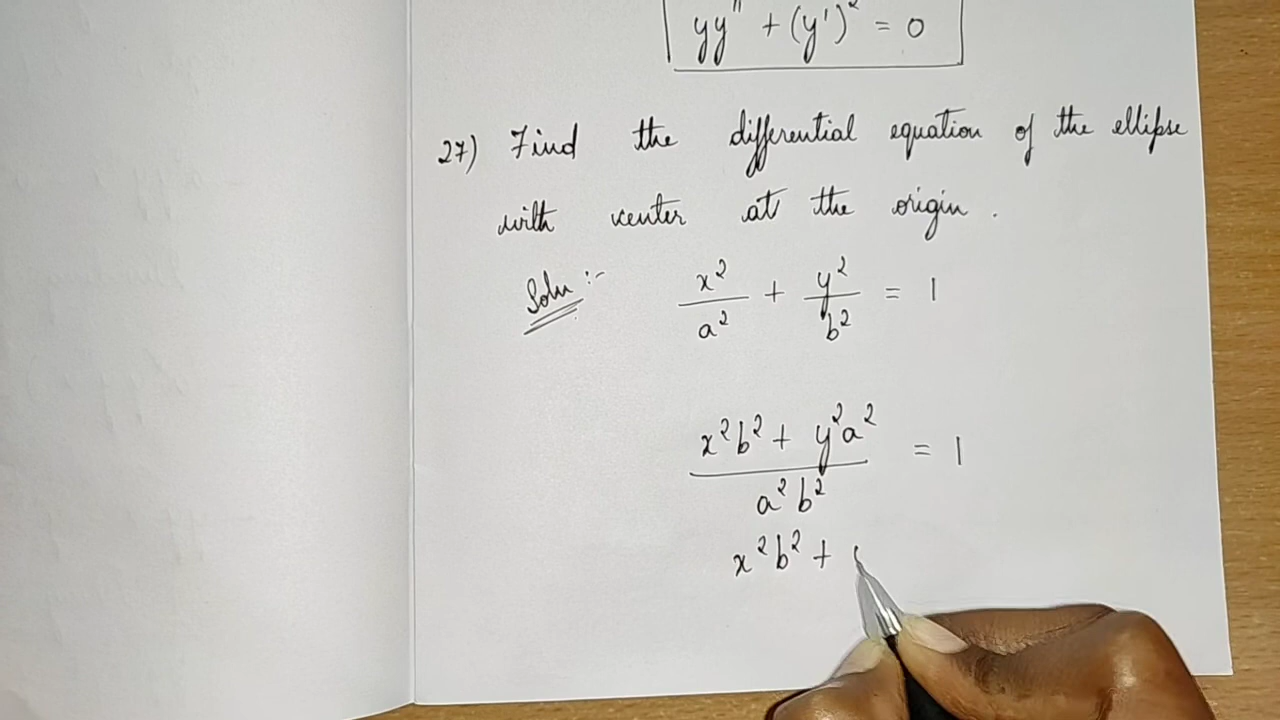 yy'' + (y')² = 0
27) Find the differential equation of the ellipse
with center at the origin .
Solu :- x²/a² + y²/b² = 1
(x²b² + y²a²)/(a²b²) = 1
x²b² +